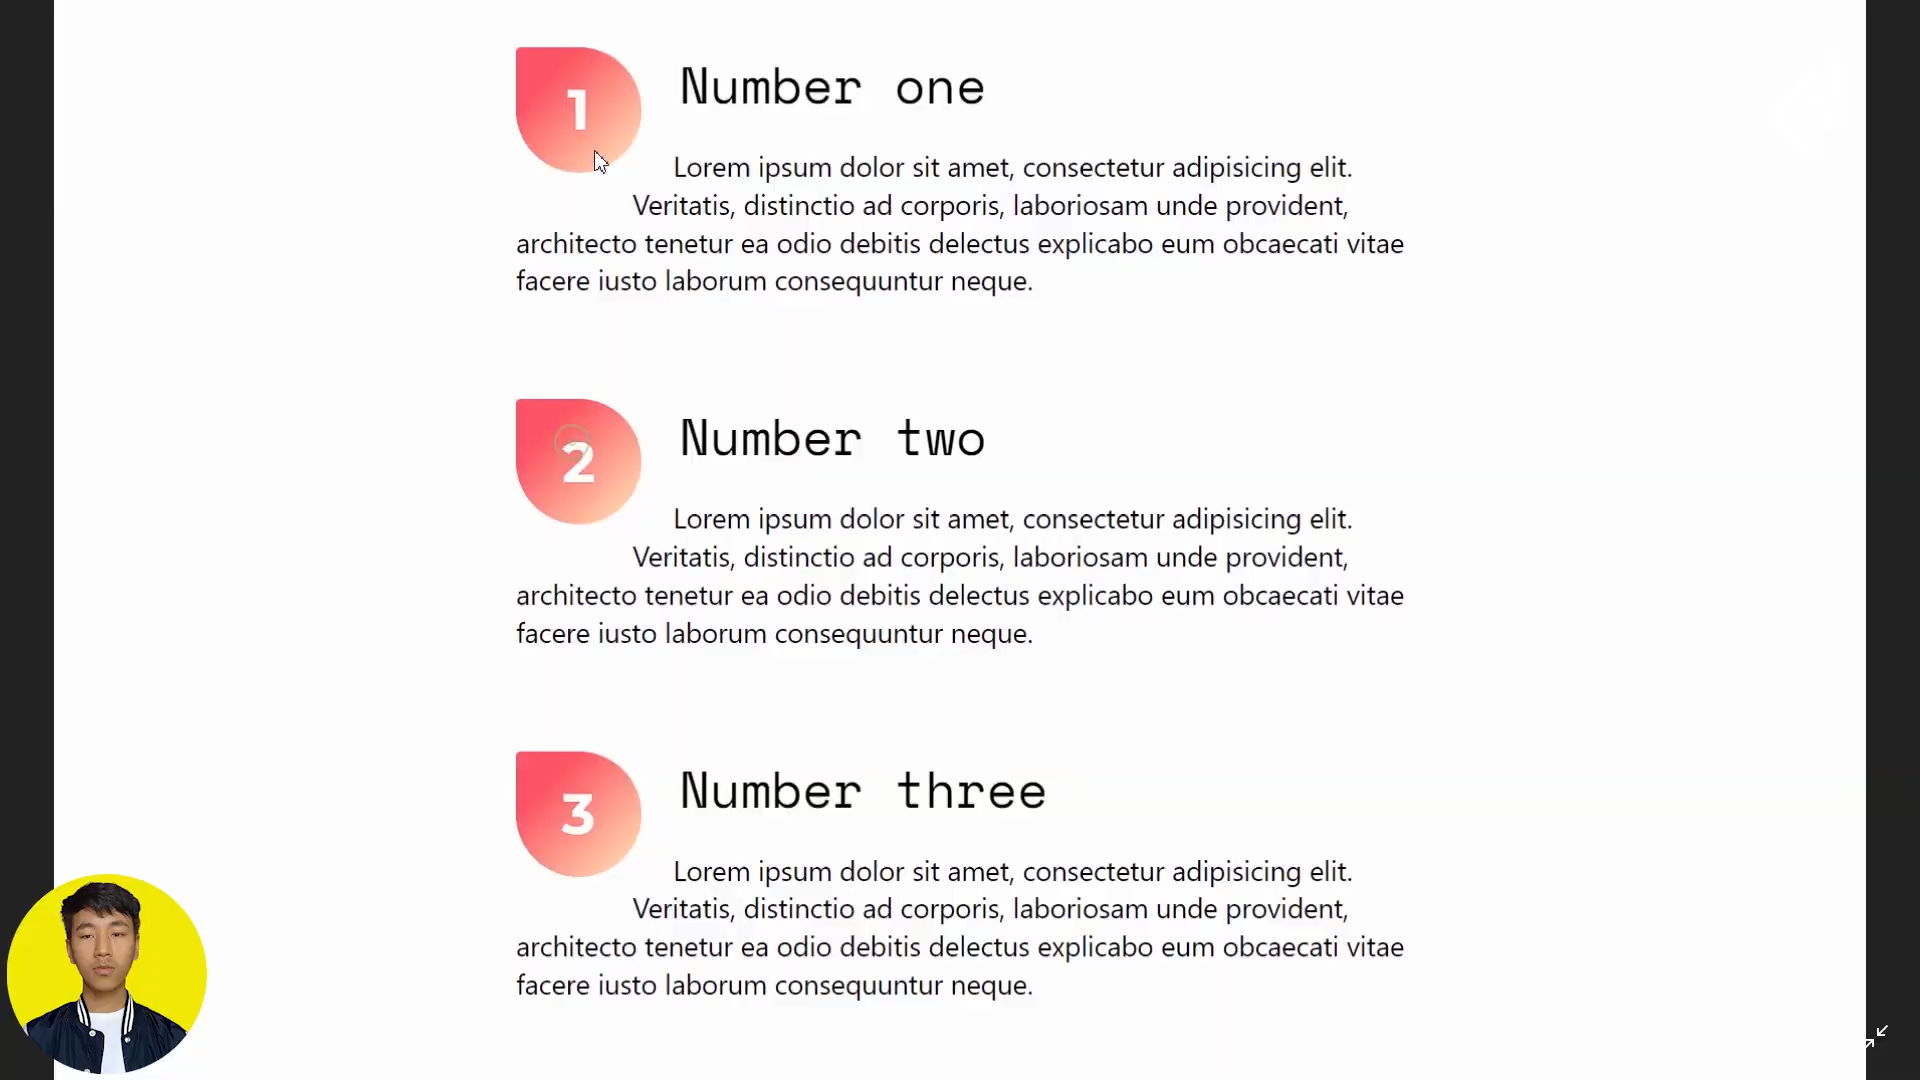 1
Number one
Lorem ipsum dolor sit amet, consectetur adipisicing elit.
Veritatis, distinctio ad corporis, laboriosam unde provident,
architecto tenetur ea odio debitis delectus explicabo eum obcaecati vitae
facere iusto laborum consequuntur neque.
2
Number two
Lorem ipsum dolor sit amet, consectetur adipisicing elit.
Veritatis, distinctio ad corporis, laboriosam unde provident,
architecto tenetur ea odio debitis delectus explicabo eum obcaecati vitae
facere iusto laborum consequuntur neque.
3
Number three
Lorem ipsum dolor sit amet, consectetur adipisicing elit.
Veritatis, distinctio ad corporis, laboriosam unde provident,
architecto tenetur ea odio debitis delectus explicabo eum obcaecati vitae
facere iusto laborum consequuntur neque.